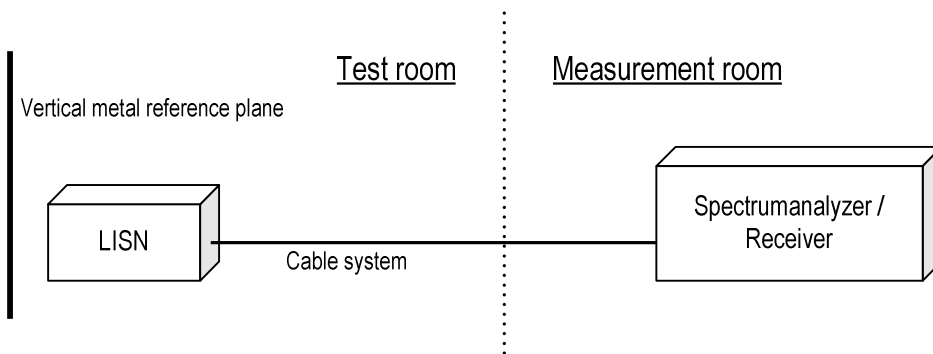 Test room
Measurement room
Vertical metal reference plane
LISN
Cable system
Spectrumanalyzer /
Receiver